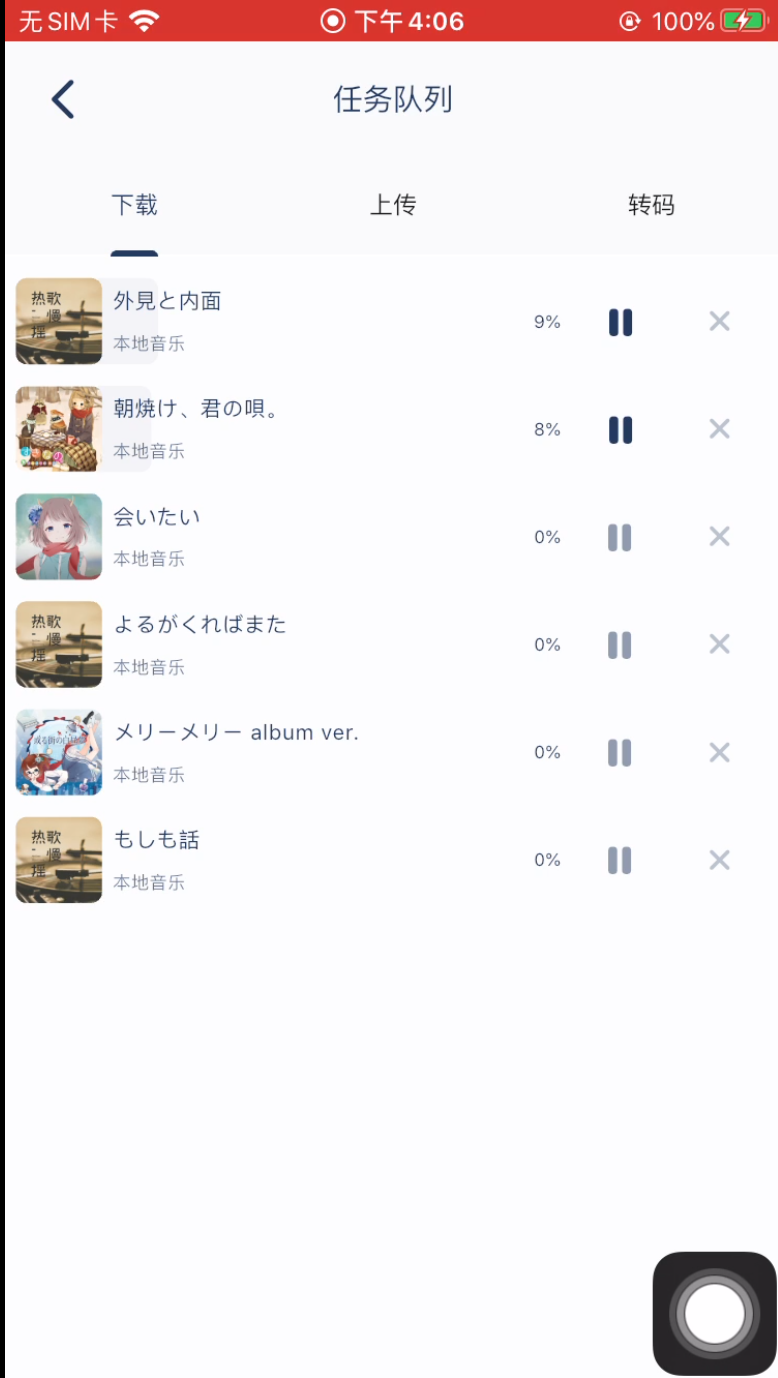 无SIM卡
下午4:06
100%
任务队列
下载
上传
转码
热歌
慢
摇
外見と内面
本地音乐
9%
朝焼け、君の唄。
本地音乐
8%
会いたい
本地音乐
0%
热歌
慢
摇
よるがくればまた
本地音乐
0%
メリーメリー album ver.
本地音乐
0%
热歌
慢
摇
もしも話
本地音乐
0%